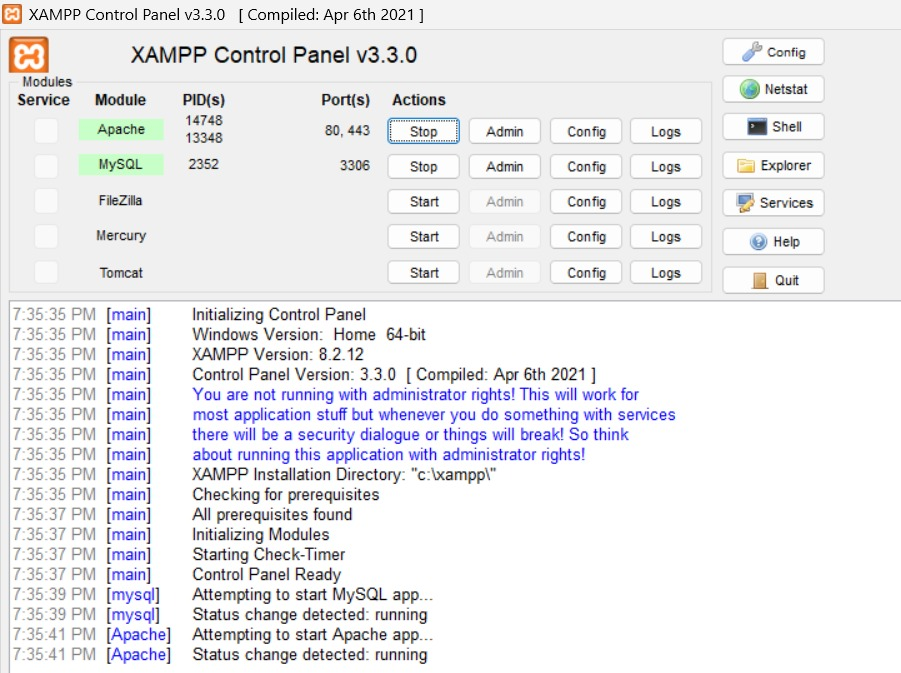 XAMPP Control Panel v3.3.0 [ Compiled: Apr 6th 2021 ]
XAMPP Control Panel v3.3.0
Config
Modules
Service Module PID(s) Port(s) Actions
Netstat
Apache 14748 13348 80, 443 Stop Admin Config Logs
Shell
MySQL 2352 3306 Stop Admin Config Logs
Explorer
FileZilla Start Admin Config Logs
Services
Mercury Start Admin Config Logs
Help
Tomcat Start Admin Config Logs
Quit
7:35:35 PM [main] Initializing Control Panel
7:35:35 PM [main] Windows Version: Home 64-bit
7:35:35 PM [main] XAMPP Version: 8.2.12
7:35:35 PM [main] Control Panel Version: 3.3.0 [ Compiled: Apr 6th 2021 ]
7:35:35 PM [main] You are not running with administrator rights! This will work for
7:35:35 PM [main] most application stuff but whenever you do something with services
7:35:35 PM [main] there will be a security dialogue or things will break! So think
7:35:35 PM [main] about running this application with administrator rights!
7:35:35 PM [main] XAMPP Installation Directory: "c:\xampp\"
7:35:35 PM [main] Checking for prerequisites
7:35:37 PM [main] All prerequisites found
7:35:37 PM [main] Initializing Modules
7:35:37 PM [main] Starting Check-Timer
7:35:37 PM [main] Control Panel Ready
7:35:39 PM [mysql] Attempting to start MySQL app...
7:35:39 PM [mysql] Status change detected: running
7:35:41 PM [Apache] Attempting to start Apache app...
7:35:41 PM [Apache] Status change detected: running